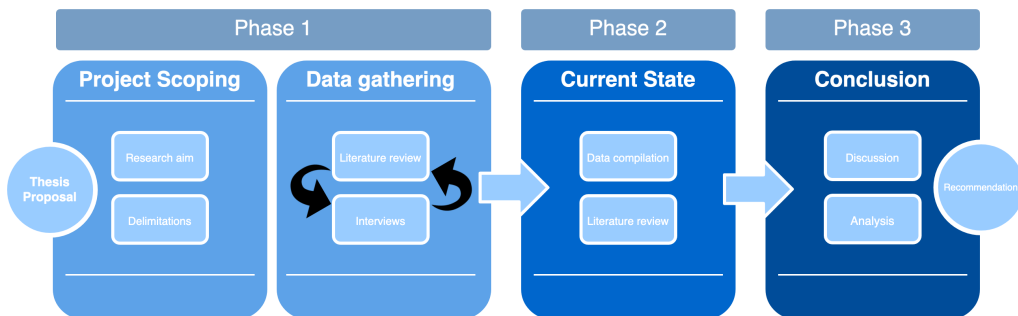 Phase 1
Phase 2
Phase 3
Project Scoping
Data gathering
Current State
Conclusion
Thesis
Proposal
Research aim
Delimitations
Literature review
Interviews
Data compilation
Literature review
Discussion
Analysis
Recommendation